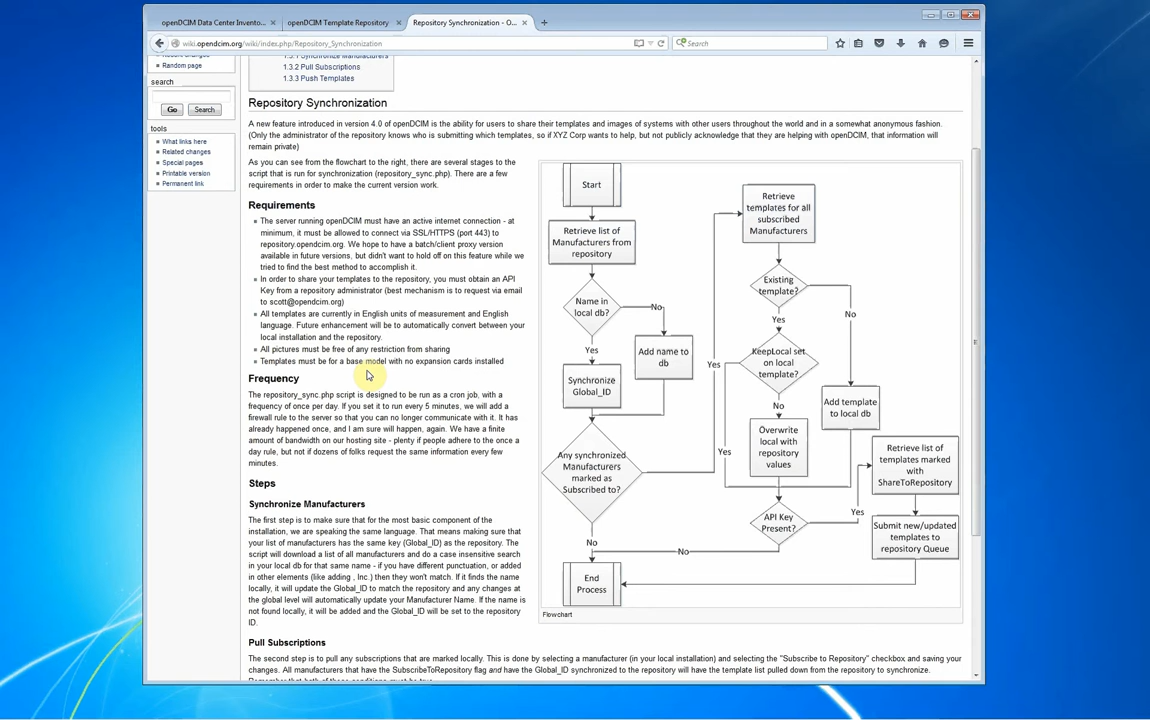 openDCIM Data Center Invento...
openDCIM Template Repository
Repository Synchronization - O...
wiki.opendcim.org/wiki/index.php/Repository_Synchronization
Search
Random page
search
Go
Search
tools
What links here
Related changes
Special pages
Printable version
Permanent link
1.3.1 Synchronize Manufacturers
1.3.2 Pull Subscriptions
1.3.3 Push Templates
Repository Synchronization
A new feature introduced in version 4.0 of openDCIM is the ability for users to share their templates and images of systems with other users throughout the world and in a somewhat anonymous fashion.
(Only the administrator of the repository knows who is submitting which templates, so if XYZ Corp wants to help, but not publicly acknowledge that they are helping with openDCIM, that information will
remain private)
As you can see from the flowchart to the right, there are several stages to the
script that is run for synchronization (repository_sync.php). There are a few
requirements in order to make the current version work.
Requirements
The server running openDCIM must have an active internet connection - at
minimum, it must be allowed to connect via SSL/HTTPS (port 443) to
repository.opendcim.org. We hope to have a batch/client proxy version
available in future versions, but didn't want to hold off on this feature while we
tried to find the best method to accomplish it.
In order to share your templates to the repository, you must obtain an API
Key from a repository administrator (best mechanism is to request via email
to scott@opendcim.org)
All templates are currently in English units of measurement and English
language. Future enhancement will be to automatically convert between your
local installation and the repository.
All pictures must be free of any restriction from sharing
Templates must be for a base model with no expansion cards installed
Frequency
The repository_sync.php script is designed to be run as a cron job, with a
frequency of once per day. If you set it to run every 5 minutes, we will add a
firewall rule to the server so that you can no longer communicate with it. It has
already happened once, and I am sure will happen, again. We have a finite
amount of bandwidth on our hosting site - plenty if people adhere to the once a
day rule, but not if dozens of folks request the same information every few
minutes.
Steps
Synchronize Manufacturers
The first step is to make sure that for the most basic component of the
installation, we are speaking the same language. That means making sure that
your list of manufacturers has the same key (Global_ID) as the repository. The
script will download a list of all manufacturers and do a case insensitive search
in your local db for that same name - if you have different punctuation, or added
in other elements (like adding , Inc.) then they won't match. If it finds the name
locally, it will update the Global_ID to match the repository and any changes at
the global level will automatically update your Manufacturer Name. If the name is
not found locally, it will be added and the Global_ID will be set to the repository
ID.
Pull Subscriptions
The second step is to pull any subscriptions that are marked locally. This is done by selecting a manufacturer (in your local installation) and selecting the "Subscribe to Repository" checkbox and saving your
changes. All manufacturers that have the SubscribeToRepository flag and have the Global_ID synchronized to the repository will have the template list pulled down from the repository to synchronize.
Remember that both of these conditions must be true
Start
Retrieve list of
Manufacturers from
repository
Name in
local db?
No
Yes
Add name to
db
Synchronize
Global_ID
Any synchronized
Manufacturers
marked as
Subscribed to?
Yes
No
End
Process
Retrieve
templates for all
subscribed
Manufacturers
Existing
template?
No
Yes
KeepLocal set
on local
template?
Yes
No
Add template
to local db
Overwrite
local with
repository
values
API Key
Present?
No
Yes
Retrieve list of
templates marked
with
ShareToRepository
Submit new/updated
templates to
repository Queue
Flowchart